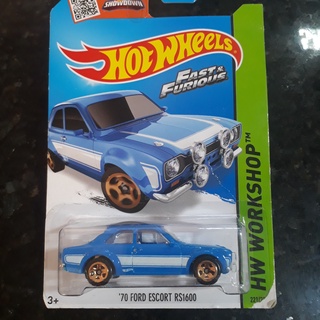 SHOWDOWN
HOT WHEELS
FAST & FURIOUS
HW WORKSHOP™
3+
'70 FORD ESCORT RS1600